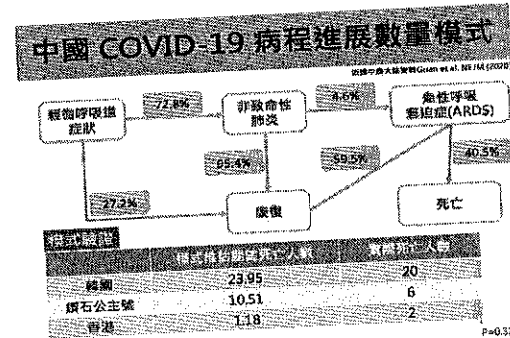 中國 COVID-19 病程進展數量模式
Guan et al. NEJM (2020)
輕微呼吸道
症狀
72.8%
非致命性
肺炎
4.6%
急性呼吸
窘迫症(ARDS)
95.4%
59.5%
40.5%
27.2%
康復
死亡
模式驗證
模式推估期望死亡人數
實際死亡人數
韓國 23.95 20
鑽石公主號 10.51 6
香港 1.18 2